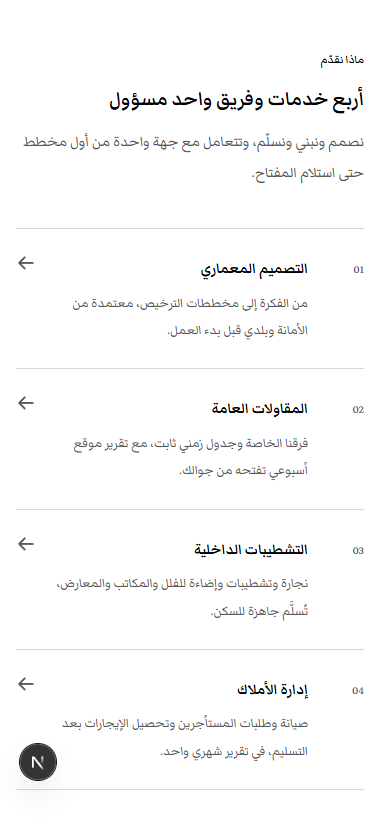 ماذا نقدّم
أربع خدمات وفريق واحد مسؤول
نصمم ونبني ونسلّم، وتتعامل مع جهة واحدة من أول مخطط
حتى استلام المفتاح.
01
التصميم المعماري
من الفكرة إلى مخططات الترخيص، معتمدة من
الأمانة وبلدي قبل بدء العمل.
02
المقاولات العامة
فرقنا الخاصة وجدول زمني ثابت، مع تقرير موقع
أسبوعي تفتحه من جوالك.
03
التشطيبات الداخلية
نجارة وتشطيبات وإضاءة للفلل والمكاتب والمعارض،
تُسلَّم جاهزة للسكن.
04
إدارة الأملاك
صيانة وطلبات المستأجرين وتحصيل الإيجارات بعد
التسليم، في تقرير شهري واحد.
N